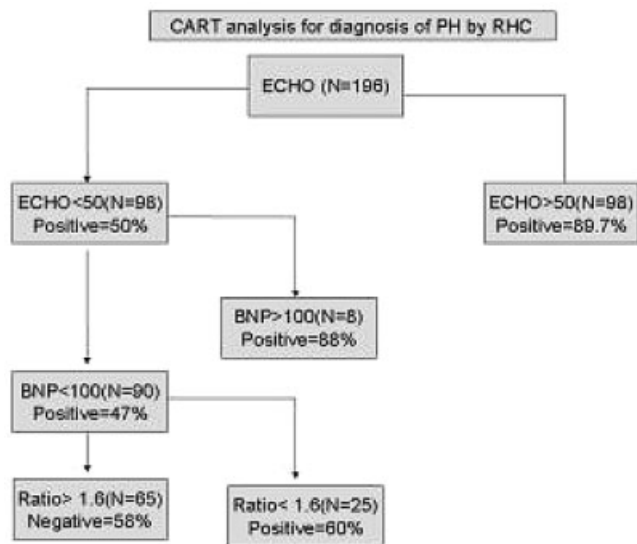 CART analysis for diagnosis of PH by RHC
ECHO (N=196)
ECHO<50(N=98)
Positive=50%
ECHO>50(N=98)
Positive=89.7%
BNP>100(N=8)
Positive=88%
BNP<100(N=90)
Positive=47%
Ratio> 1.6(N=65)
Negative=58%
Ratio< 1.6(N=25)
Positive=60%